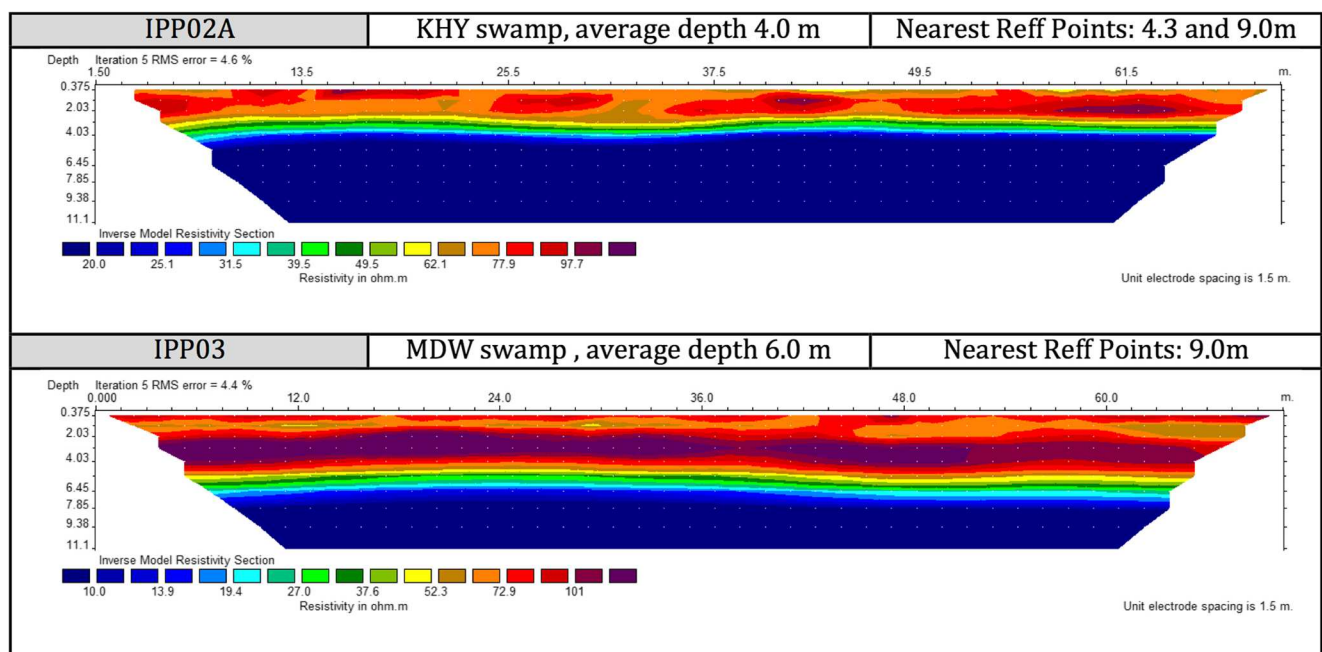 IPP02A KHY swamp, average depth 4.0 m Nearest Reff Points: 4.3 and 9.0m
Depth Iteration 5 RMS error = 4.6 %
1.50 13.5 25.5 37.5 49.5 61.5 m.
0.375
2.03
4.03
6.45
7.85
9.38
11.1
Inverse Model Resistivity Section
20.0 25.1 31.5 39.5 49.5 62.1 77.9 97.7
Resistivity in ohm.m Unit electrode spacing is 1.5 m.
IPP03 MDW swamp , average depth 6.0 m Nearest Reff Points: 9.0m
Depth Iteration 5 RMS error = 4.4 %
0.000 12.0 24.0 36.0 48.0 60.0 m.
0.375
2.03
4.03
6.45
7.85
9.38
11.1
Inverse Model Resistivity Section
10.0 13.9 19.4 27.0 37.6 52.3 72.9 101
Resistivity in ohm.m Unit electrode spacing is 1.5 m.